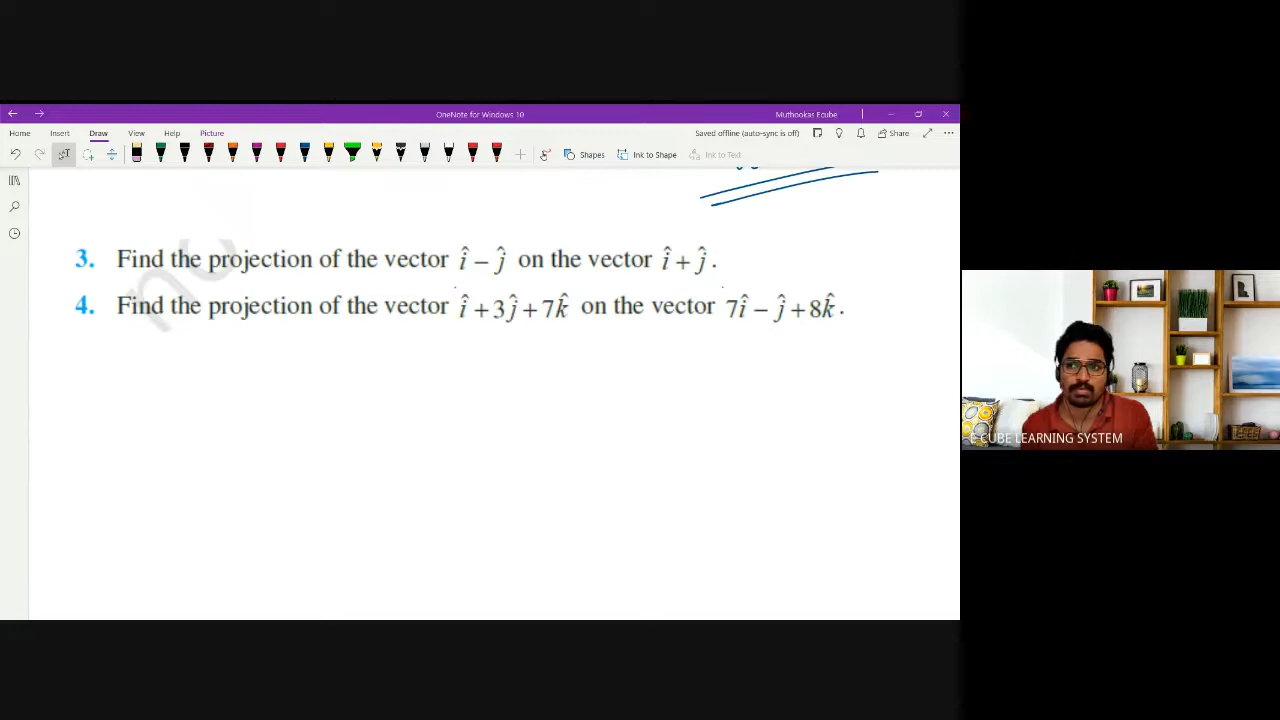 OneNote for Windows 10
Muthookas Ecube
Home Insert Draw View Help Picture
Saved offline (auto-sync is off)
Share
Shapes
Ink to Shape
Ink to Text
3. Find the projection of the vector î − ĵ on the vector î + ĵ.
4. Find the projection of the vector î + 3ĵ + 7k̂ on the vector 7î − ĵ + 8k̂.
E CUBE LEARNING SYSTEM